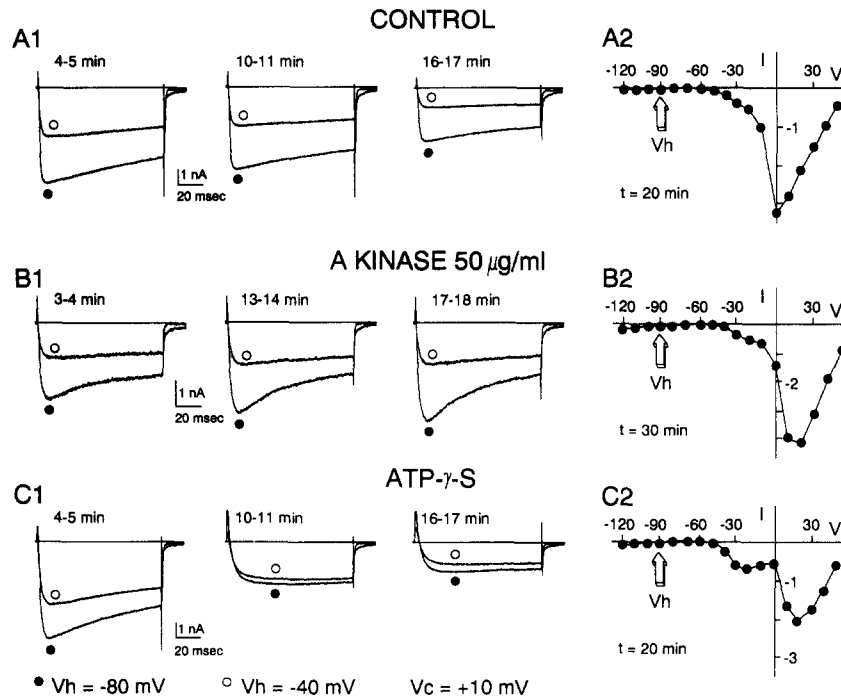 CONTROL
A1
4-5 min
10-11 min
16-17 min
1 nA
20 msec
A2
I
V
-120 -90 -60 -30 30
-1
Vh
t = 20 min
A KINASE 50 µg/ml
B1
3-4 min
13-14 min
17-18 min
1 nA
20 msec
B2
I
V
-120 -90 -60 -30 30
-2
Vh
t = 30 min
ATP-γ-S
C1
4-5 min
10-11 min
16-17 min
1 nA
20 msec
C2
I
V
-120 -90 -60 -30 30
-1
Vh
t = 20 min
-3
Vh = -80 mV Vh = -40 mV Vc = +10 mV